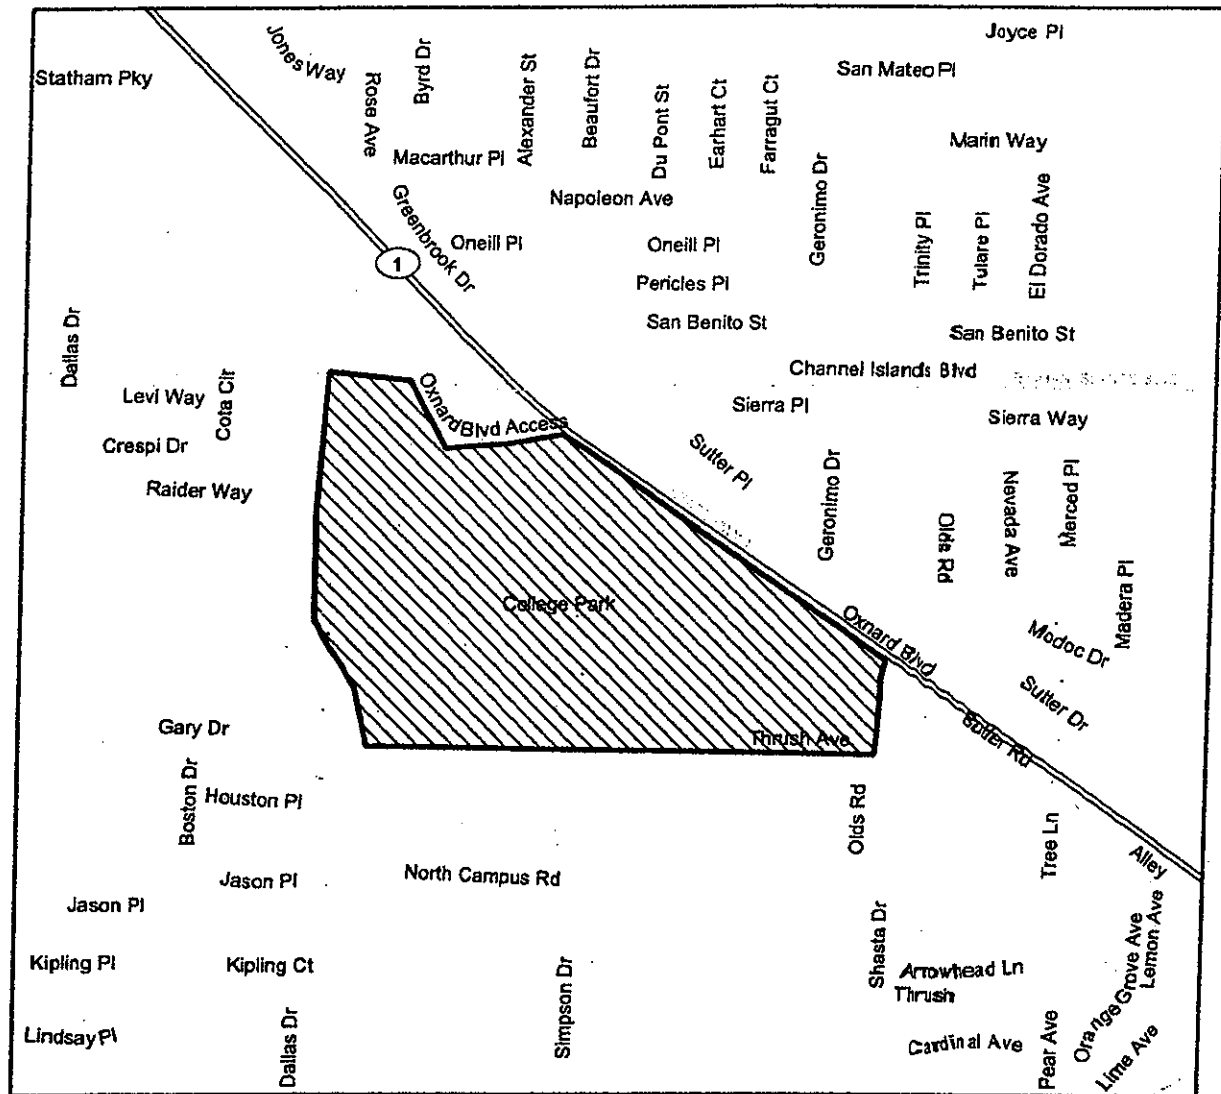 Joyce Pl
Jones Way
Statham Pky
Rose Ave
Byrd Dr
Alexander St
Beaufort Dr
Du Pont St
Earhart Ct
Farragut Ct
San Mateo Pl
Marin Way
Macarthur Pl
Napoleon Ave
Geronimo Dr
El Dorado Ave
Greenbrook Dr
Oneill Pl
Oneill Pl
Trinity Pl
Tulare Pl
1
Pericles Pl
San Benito St
San Benito St
Dallas Dr
Channel Islands Blvd
Levi Way
Cota Cir
Oxnard Blvd Access
Sierra Pl
Sierra Way
Crespi Dr
Sutter Pl
Raider Way
Geronimo Dr
Olds Rd
Nevada Ave
Merced Pl
Madera Pl
College Park
Oxnard Blvd
Modoc Dr
Sutter Dr
Gary Dr
Thrush Ave
Butler Rd
Boston Dr
Houston Pl
Olds Rd
Tree Ln
Alley
Jason Pl
North Campus Rd
Jason Pl
Shasta Dr
Lemon Ave
Orange Grove Ave
Kipling Pl
Kipling Ct
Simpson Dr
Arrowhead Ln
Thrush
Lindsay Pl
Dallas Dr
Cardinal Ave
Pear Ave
Lime Ave